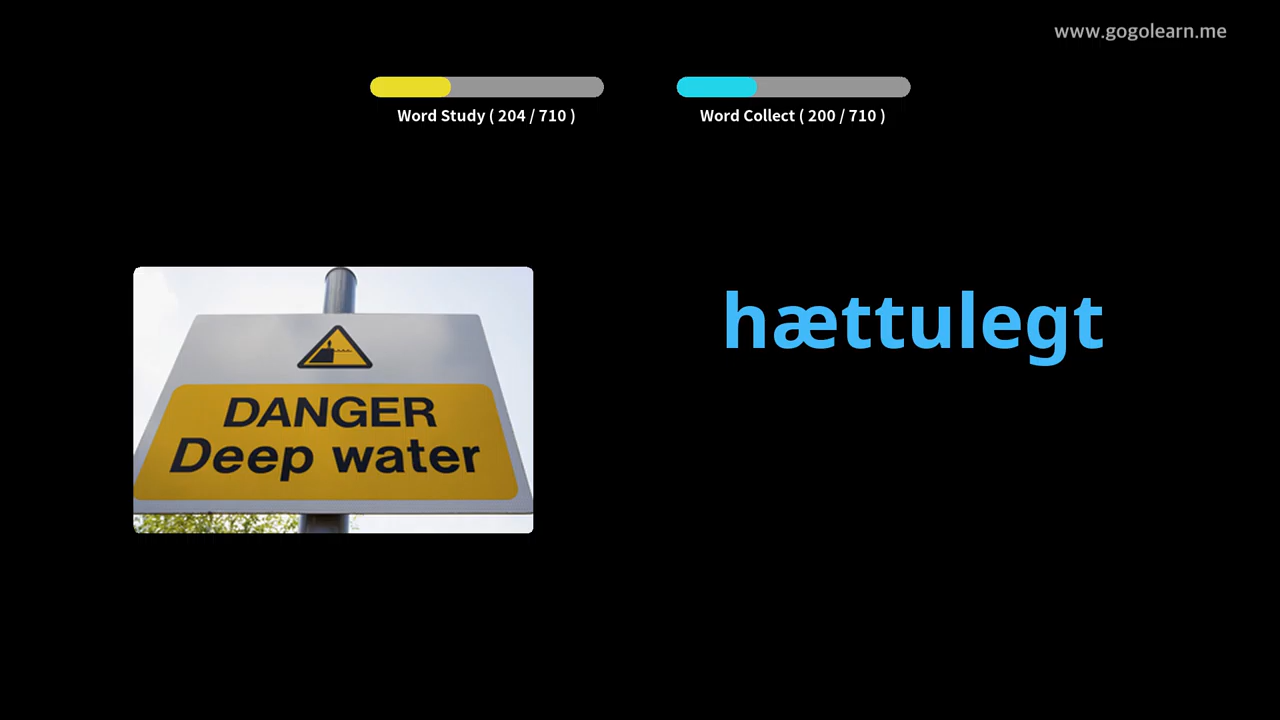 www.gogolearn.me
Word Study ( 204 / 710 )
Word Collect ( 200 / 710 )
hættulegt
DANGER
Deep water